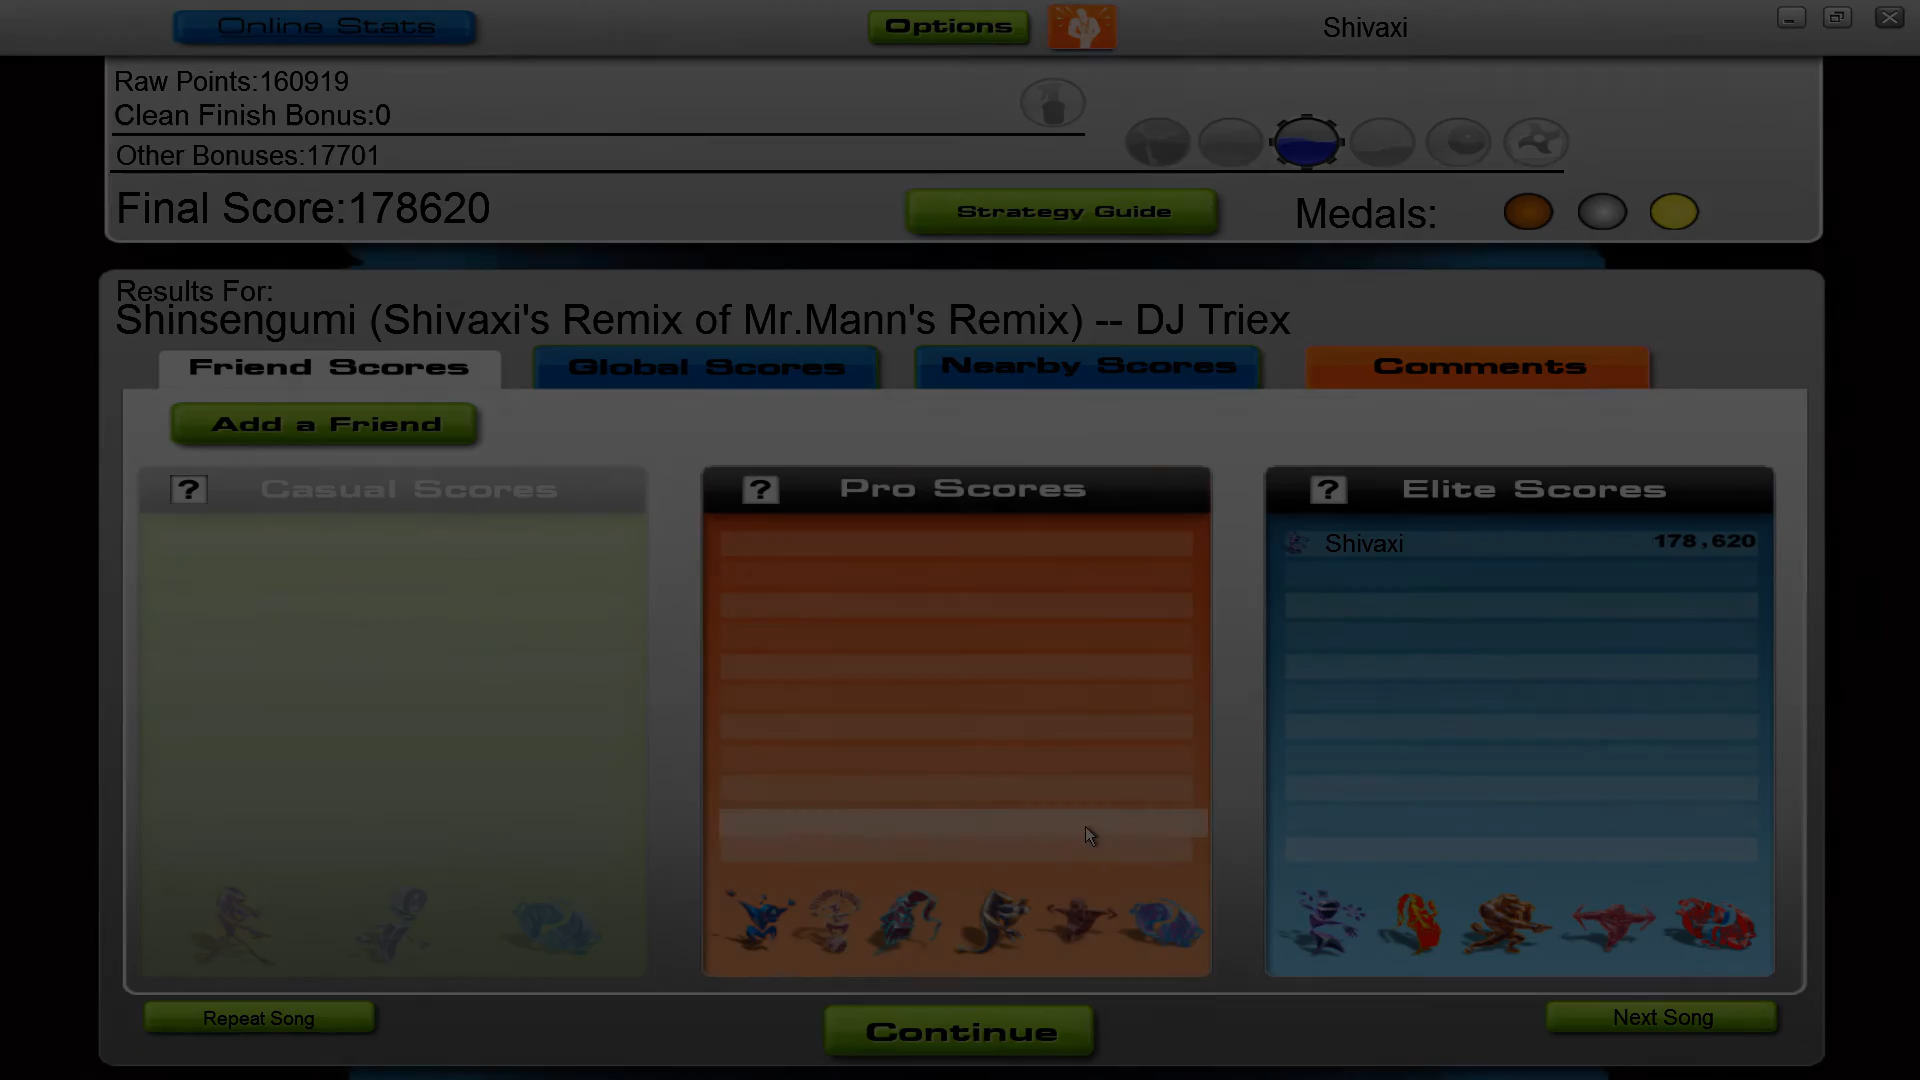 Online Stats
Options
Shivaxi
Raw Points:160919
Clean Finish Bonus:0
Other Bonuses:17701
Final Score:178620
Strategy Guide
Medals:
Results For:
Shinsengumi (Shivaxi's Remix of Mr.Mann's Remix) -- DJ Triex
Friend Scores
Global Scores
Nearby Scores
Comments
Add a Friend
? Casual Scores
? Pro Scores
? Elite Scores
Shivaxi 178,620
Repeat Song
Continue
Next Song